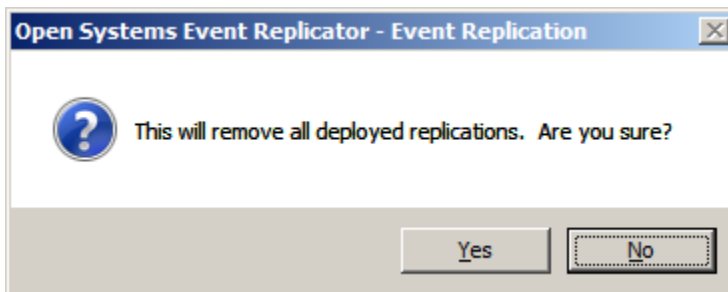 Open Systems Event Replicator - Event Replication
This will remove all deployed replications.  Are you sure?
Yes
No